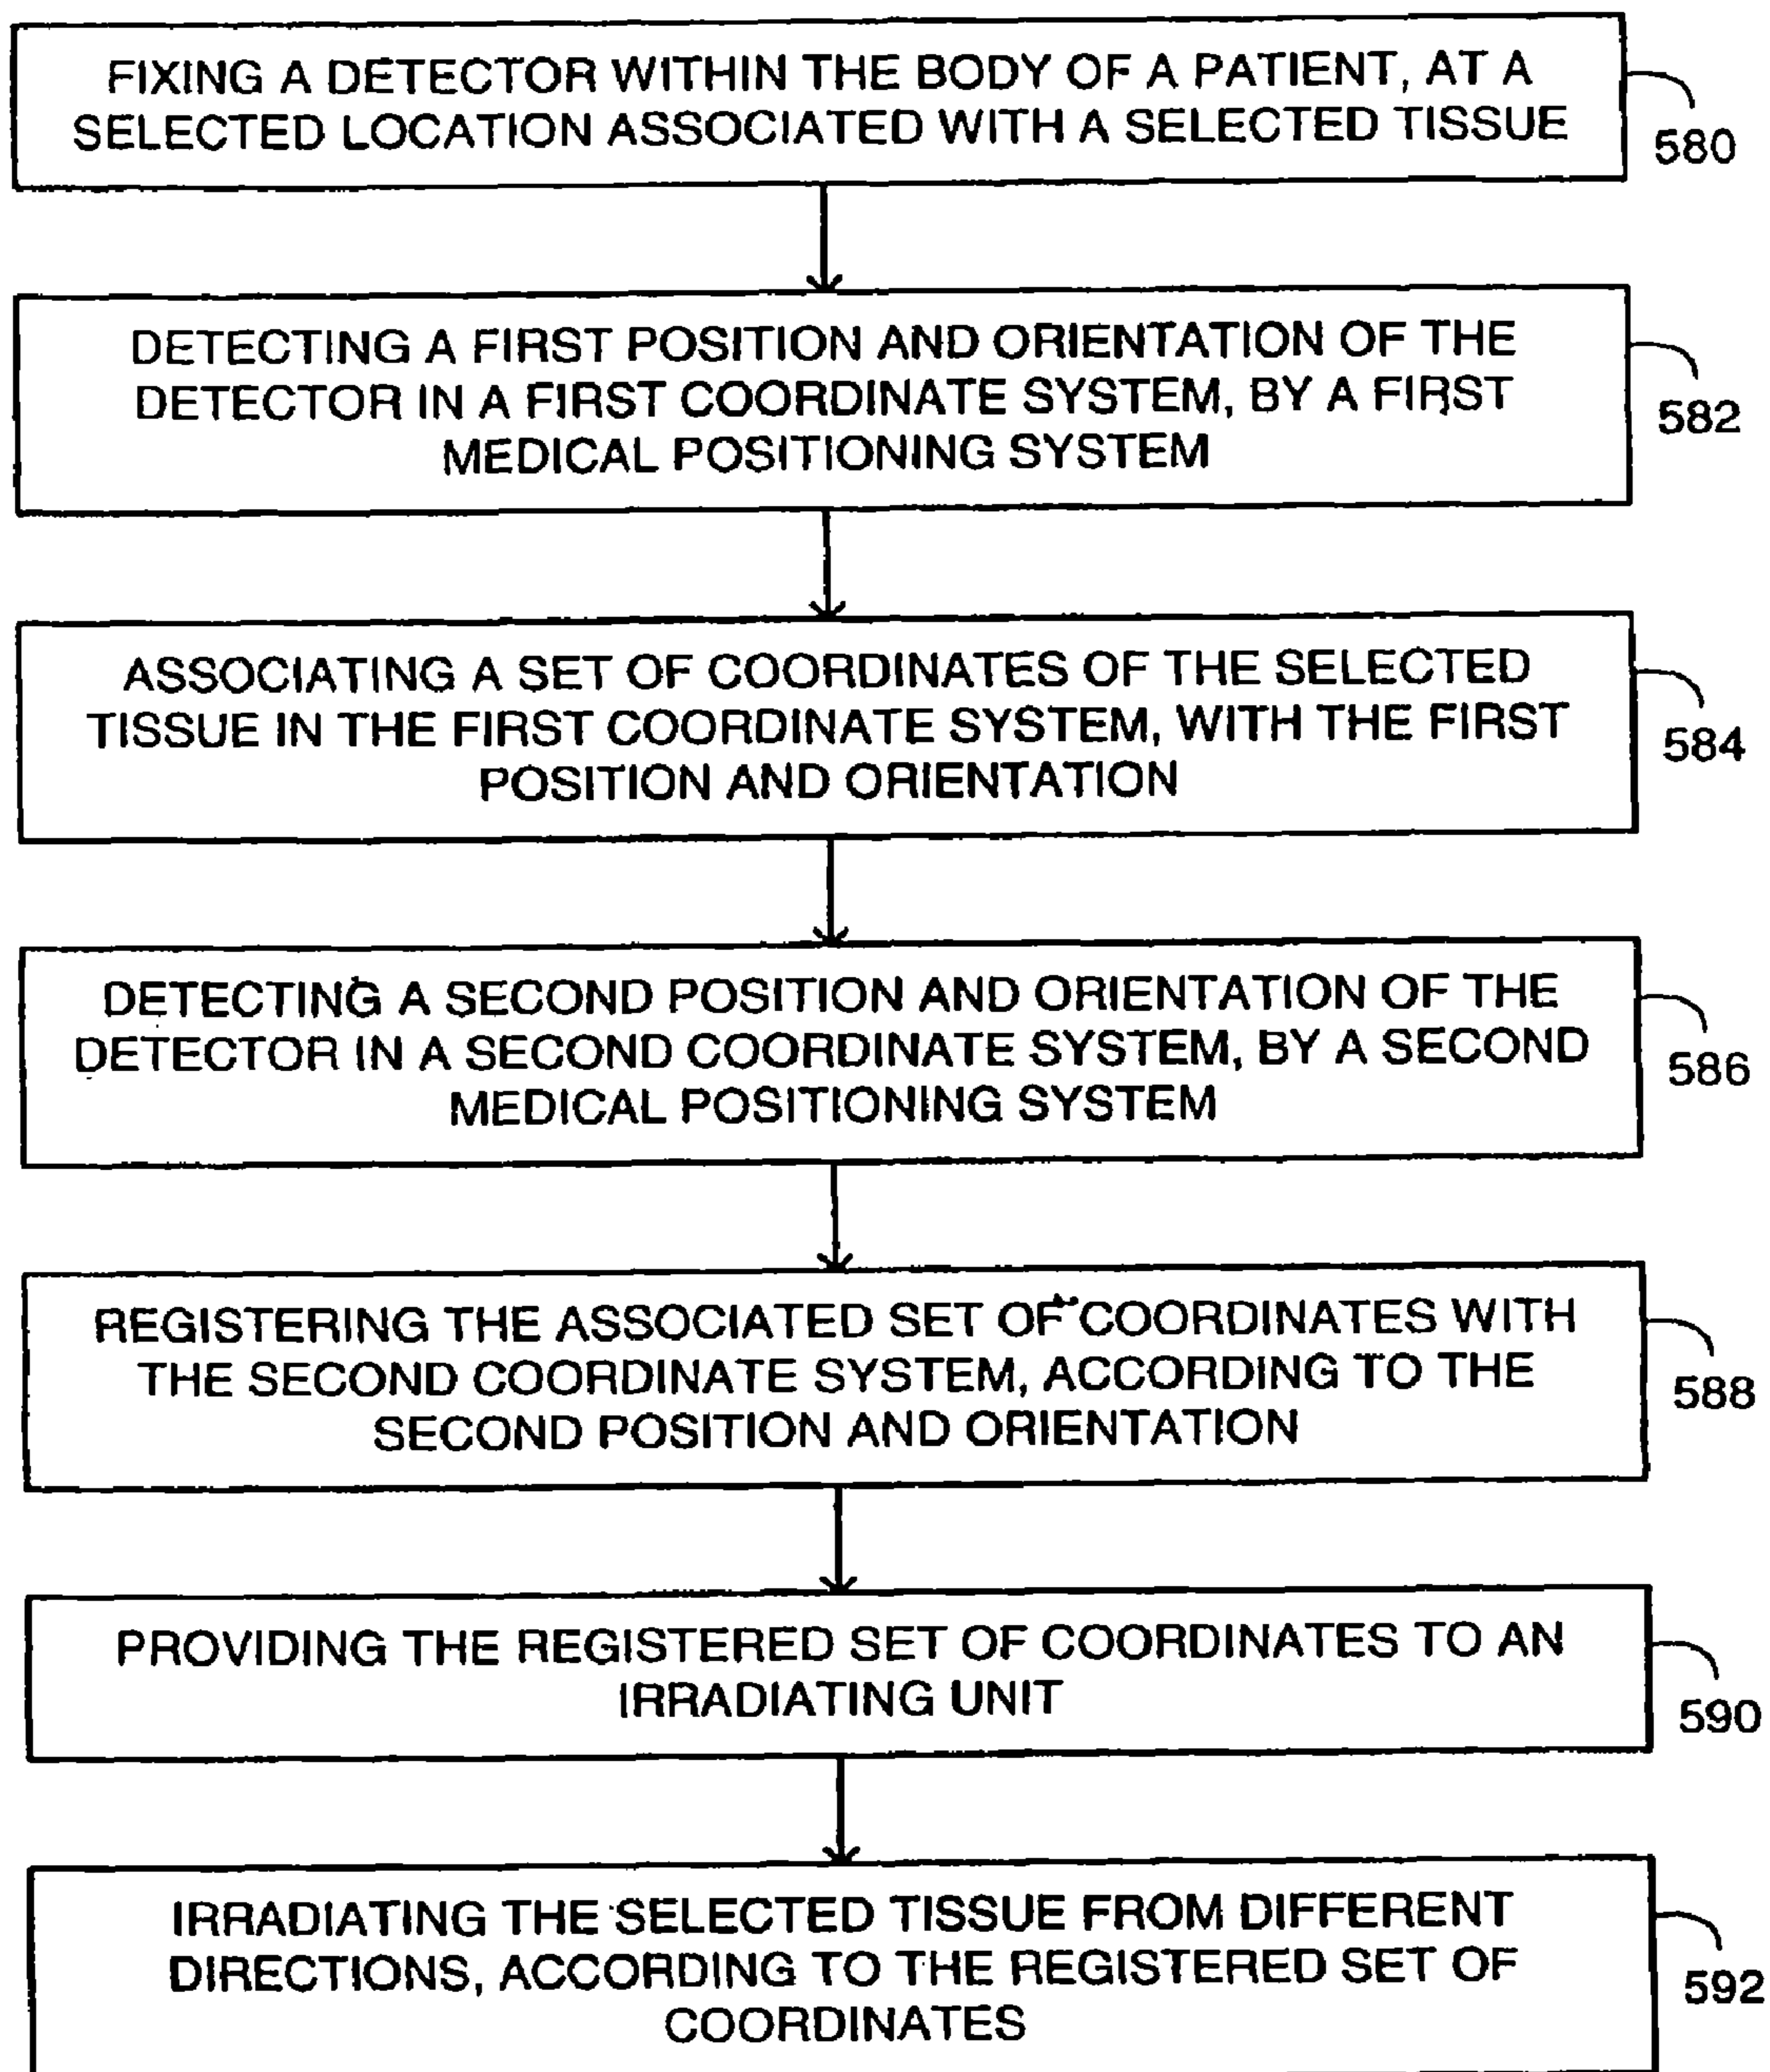 FIXING A DETECTOR WITHIN THE BODY OF A PATIENT, AT A
SELECTED LOCATION ASSOCIATED WITH A SELECTED TISSUE
580
DETECTING A FIRST POSITION AND ORIENTATION OF THE
DETECTOR IN A FIRST COORDINATE SYSTEM, BY A FIRST
MEDICAL POSITIONING SYSTEM
582
ASSOCIATING A SET OF COORDINATES OF THE SELECTED
TISSUE IN THE FIRST COORDINATE SYSTEM, WITH THE FIRST
POSITION AND ORIENTATION
584
DETECTING A SECOND POSITION AND ORIENTATION OF THE
DETECTOR IN A SECOND COORDINATE SYSTEM, BY A SECOND
MEDICAL POSITIONING SYSTEM
586
REGISTERING THE ASSOCIATED SET OF COORDINATES WITH
THE SECOND COORDINATE SYSTEM, ACCORDING TO THE
SECOND POSITION AND ORIENTATION
588
PROVIDING THE REGISTERED SET OF COORDINATES TO AN
IRRADIATING UNIT
590
IRRADIATING THE SELECTED TISSUE FROM DIFFERENT
DIRECTIONS, ACCORDING TO THE REGISTERED SET OF
COORDINATES
592